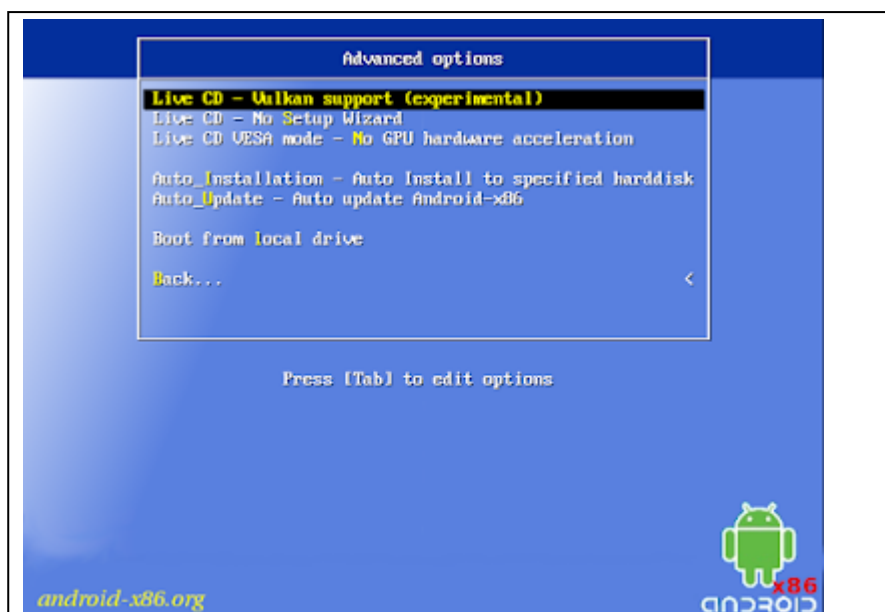 Advanced options
Live CD - Vulkan support (experimental)
Live CD - No Setup Wizard
Live CD VESA mode - No GPU hardware acceleration
Auto_Installation - Auto Install to specified harddisk
Auto_Update - Auto update Android-x86
Boot from local drive
Back... <
Press [Tab] to edit options
android-x86.org
x86
ANDROID